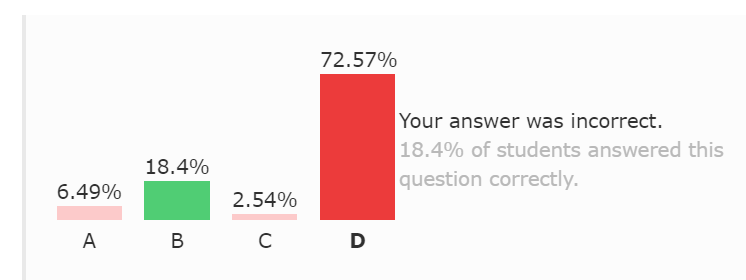 72.57%
Your answer was incorrect.
18.4%
18.4% of students answered this
6.49%
2.54%
question correctly.
A B C D